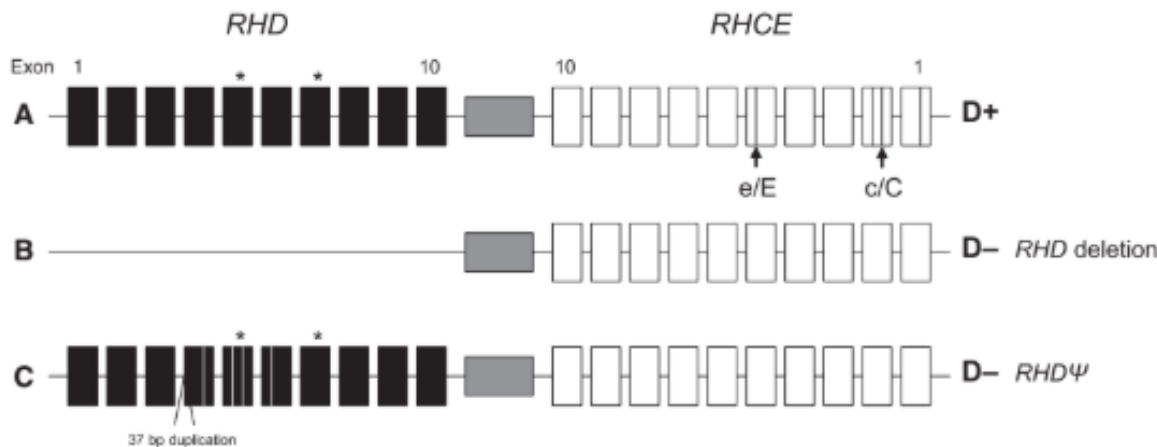 RHD RHCE
Exon 1 * * 10 10 1
A D+
e/E c/C
B D– RHD deletion
* *
C D– RHDΨ
37 bp duplication